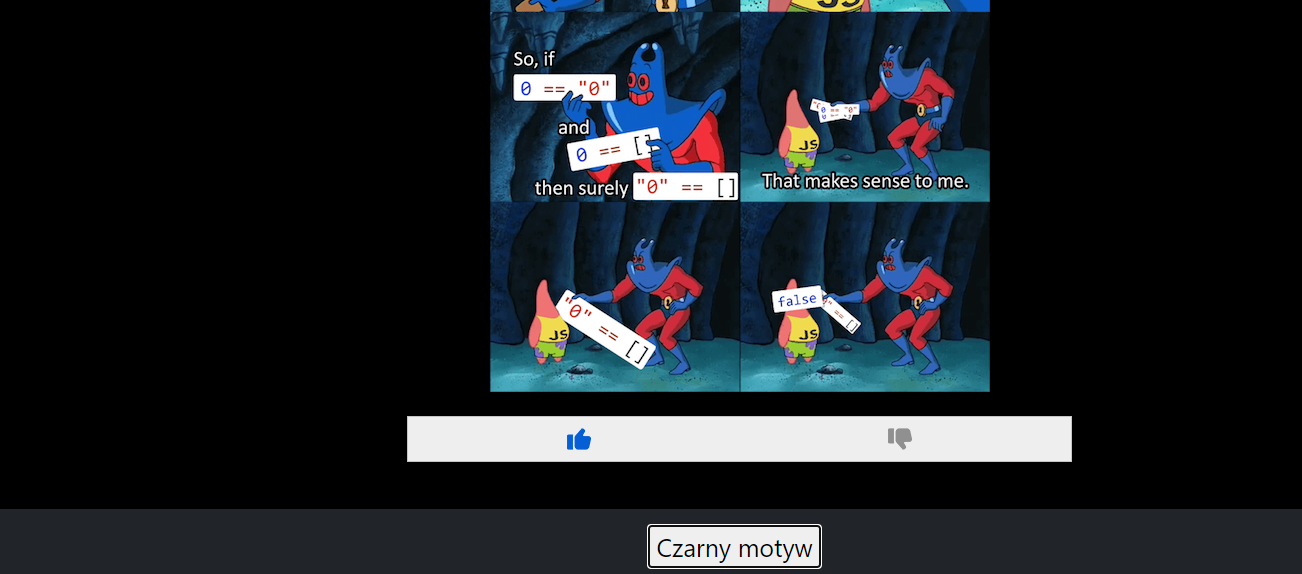 JS
So, if
0 == "0"
and
0 == []
then surely "0" == []
0 == "0"
JS
That makes sense to me.
"0" == []
JS
false
" == []
JS
Czarny motyw